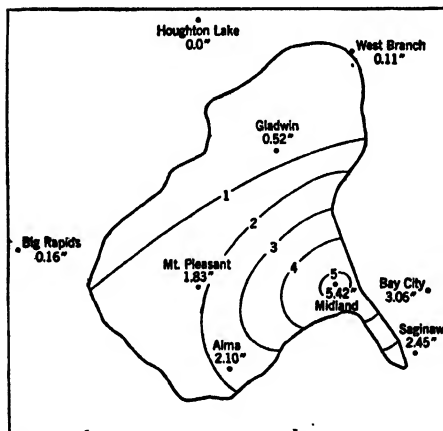 Houghton Lake
0.0"
West Branch
0.11"
Gladwin
0.52"
1
2
Big Rapids
0.16"
3
Mt. Pleasant
1.83"
4
5
5.42"
Midland
Bay City
3.06"
Saginaw
2.45"
Alma
2.10"